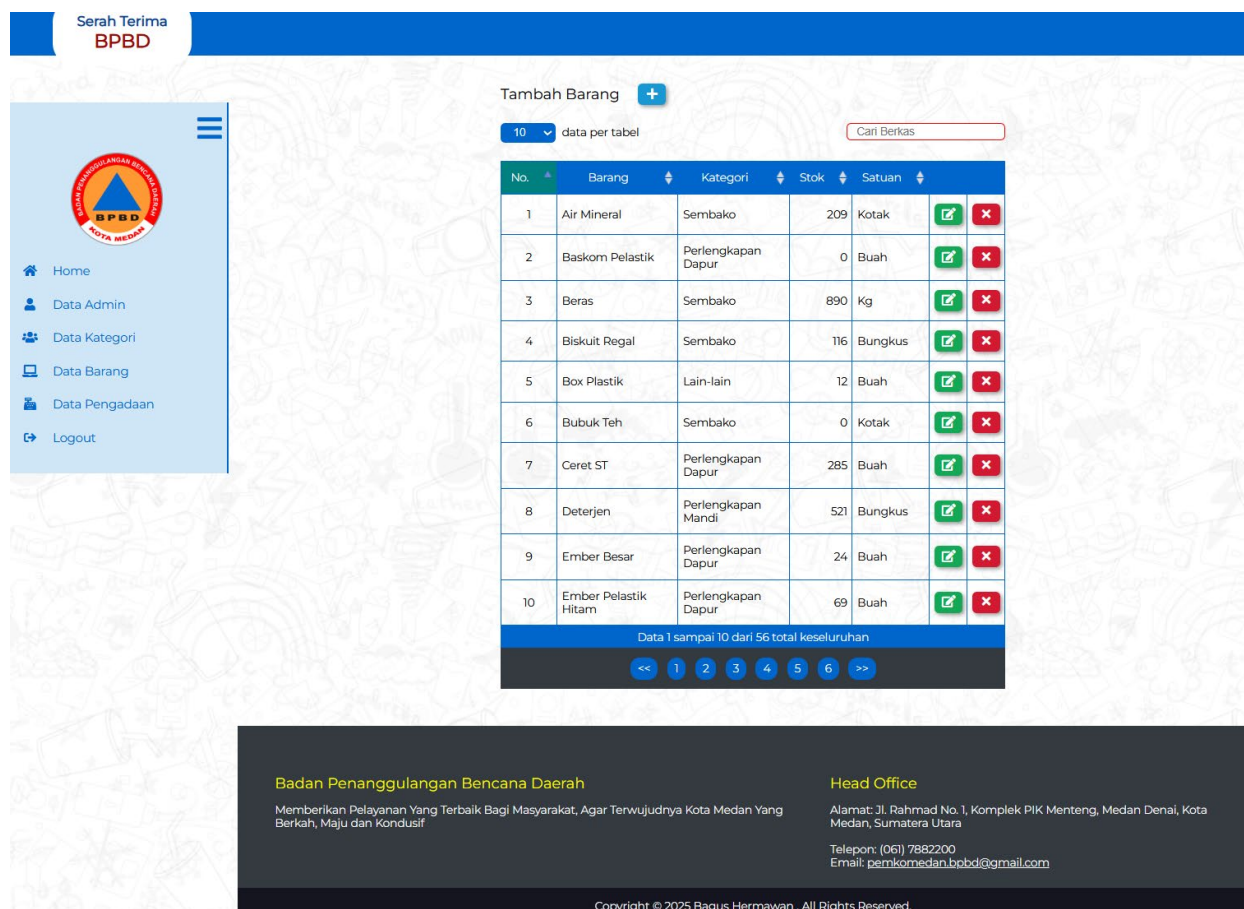 Serah Terima
BPBD
BADAN PENANGGULANGAN BENCANA DAERAH
BPBD
KOTA MEDAN
Home
Data Admin
Data Kategori
Data Barang
Data Pengadaan
Logout
Tambah Barang +
10 data per tabel Cari Berkas
No. Barang Kategori Stok Satuan
1 Air Mineral Sembako 209 Kotak
2 Baskom Pelastik Perlengkapan Dapur 0 Buah
3 Beras Sembako 890 Kg
4 Biskuit Regal Sembako 116 Bungkus
5 Box Plastik Lain-lain 12 Buah
6 Bubuk Teh Sembako 0 Kotak
7 Ceret ST Perlengkapan Dapur 285 Buah
8 Deterjen Perlengkapan Mandi 521 Bungkus
9 Ember Besar Perlengkapan Dapur 24 Buah
10 Ember Pelastik Hitam Perlengkapan Dapur 69 Buah
Data 1 sampai 10 dari 56 total keseluruhan
<< 1 2 3 4 5 6 >>
Badan Penanggulangan Bencana Daerah
Memberikan Pelayanan Yang Terbaik Bagi Masyarakat, Agar Terwujudnya Kota Medan Yang
Berkah, Maju dan Kondusif
Head Office
Alamat: Jl. Rahmad No. 1, Komplek PIK Menteng, Medan Denai, Kota
Medan, Sumatera Utara
Telepon: (061) 7882200
Email: pemkomedan.bpbd@gmail.com
Copyright © 2025 Bagus Hermawan . All Rights Reserved.